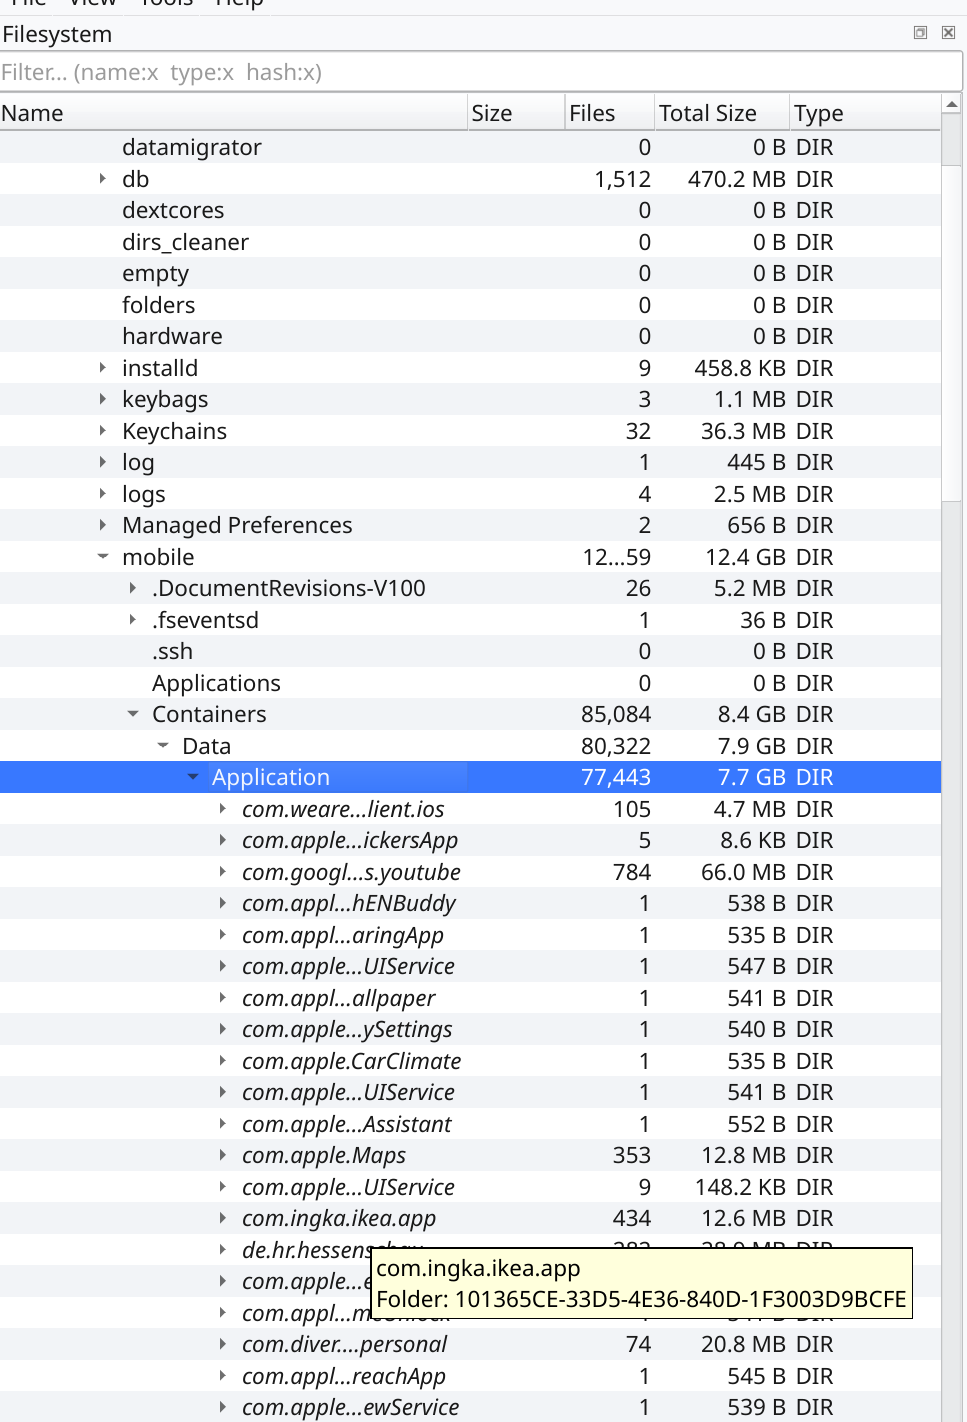 File View Tools Help
Filesystem
Filter... (name:x type:x hash:x)
Name Size Files Total Size Type
datamigrator 0 0 B DIR
db 1,512 470.2 MB DIR
dextcores 0 0 B DIR
dirs_cleaner 0 0 B DIR
empty 0 0 B DIR
folders 0 0 B DIR
hardware 0 0 B DIR
installd 9 458.8 KB DIR
keybags 3 1.1 MB DIR
Keychains 32 36.3 MB DIR
log 1 445 B DIR
logs 4 2.5 MB DIR
Managed Preferences 2 656 B DIR
mobile 12...59 12.4 GB DIR
.DocumentRevisions-V100 26 5.2 MB DIR
.fseventsd 1 36 B DIR
.ssh 0 0 B DIR
Applications 0 0 B DIR
Containers 85,084 8.4 GB DIR
Data 80,322 7.9 GB DIR
Application 77,443 7.7 GB DIR
com.weare...lient.ios 105 4.7 MB DIR
com.apple...ickersApp 5 8.6 KB DIR
com.googl...s.youtube 784 66.0 MB DIR
com.appl...hENBuddy 1 538 B DIR
com.appl...aringApp 1 535 B DIR
com.apple...UIService 1 547 B DIR
com.appl...allpaper 1 541 B DIR
com.apple...ySettings 1 540 B DIR
com.apple.CarClimate 1 535 B DIR
com.apple...UIService 1 541 B DIR
com.apple...Assistant 1 552 B DIR
com.apple.Maps 353 12.8 MB DIR
com.apple...UIService 9 148.2 KB DIR
com.ingka.ikea.app 434 12.6 MB DIR
de.hr.hessenschau DIR
com.ingka.ikea.app
Folder: 101365CE-33D5-4E36-840D-1F3003D9BCFE
com.apple...e
com.appl...m
com.diver....personal 74 20.8 MB DIR
com.appl...reachApp 1 545 B DIR
com.apple...ewService 1 539 B DIR